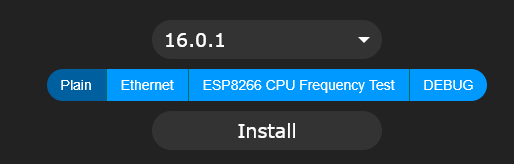 16.0.1
Plain Ethernet ESP8266 CPU Frequency Test DEBUG
Install